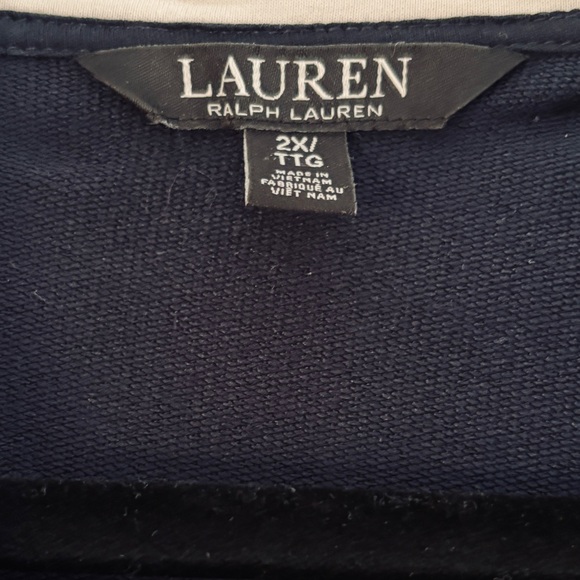 LAUREN
RALPH LAUREN
2X/
TTG
MADE IN
VIETNAM
FABRIQUÉ AU
VIET NAM